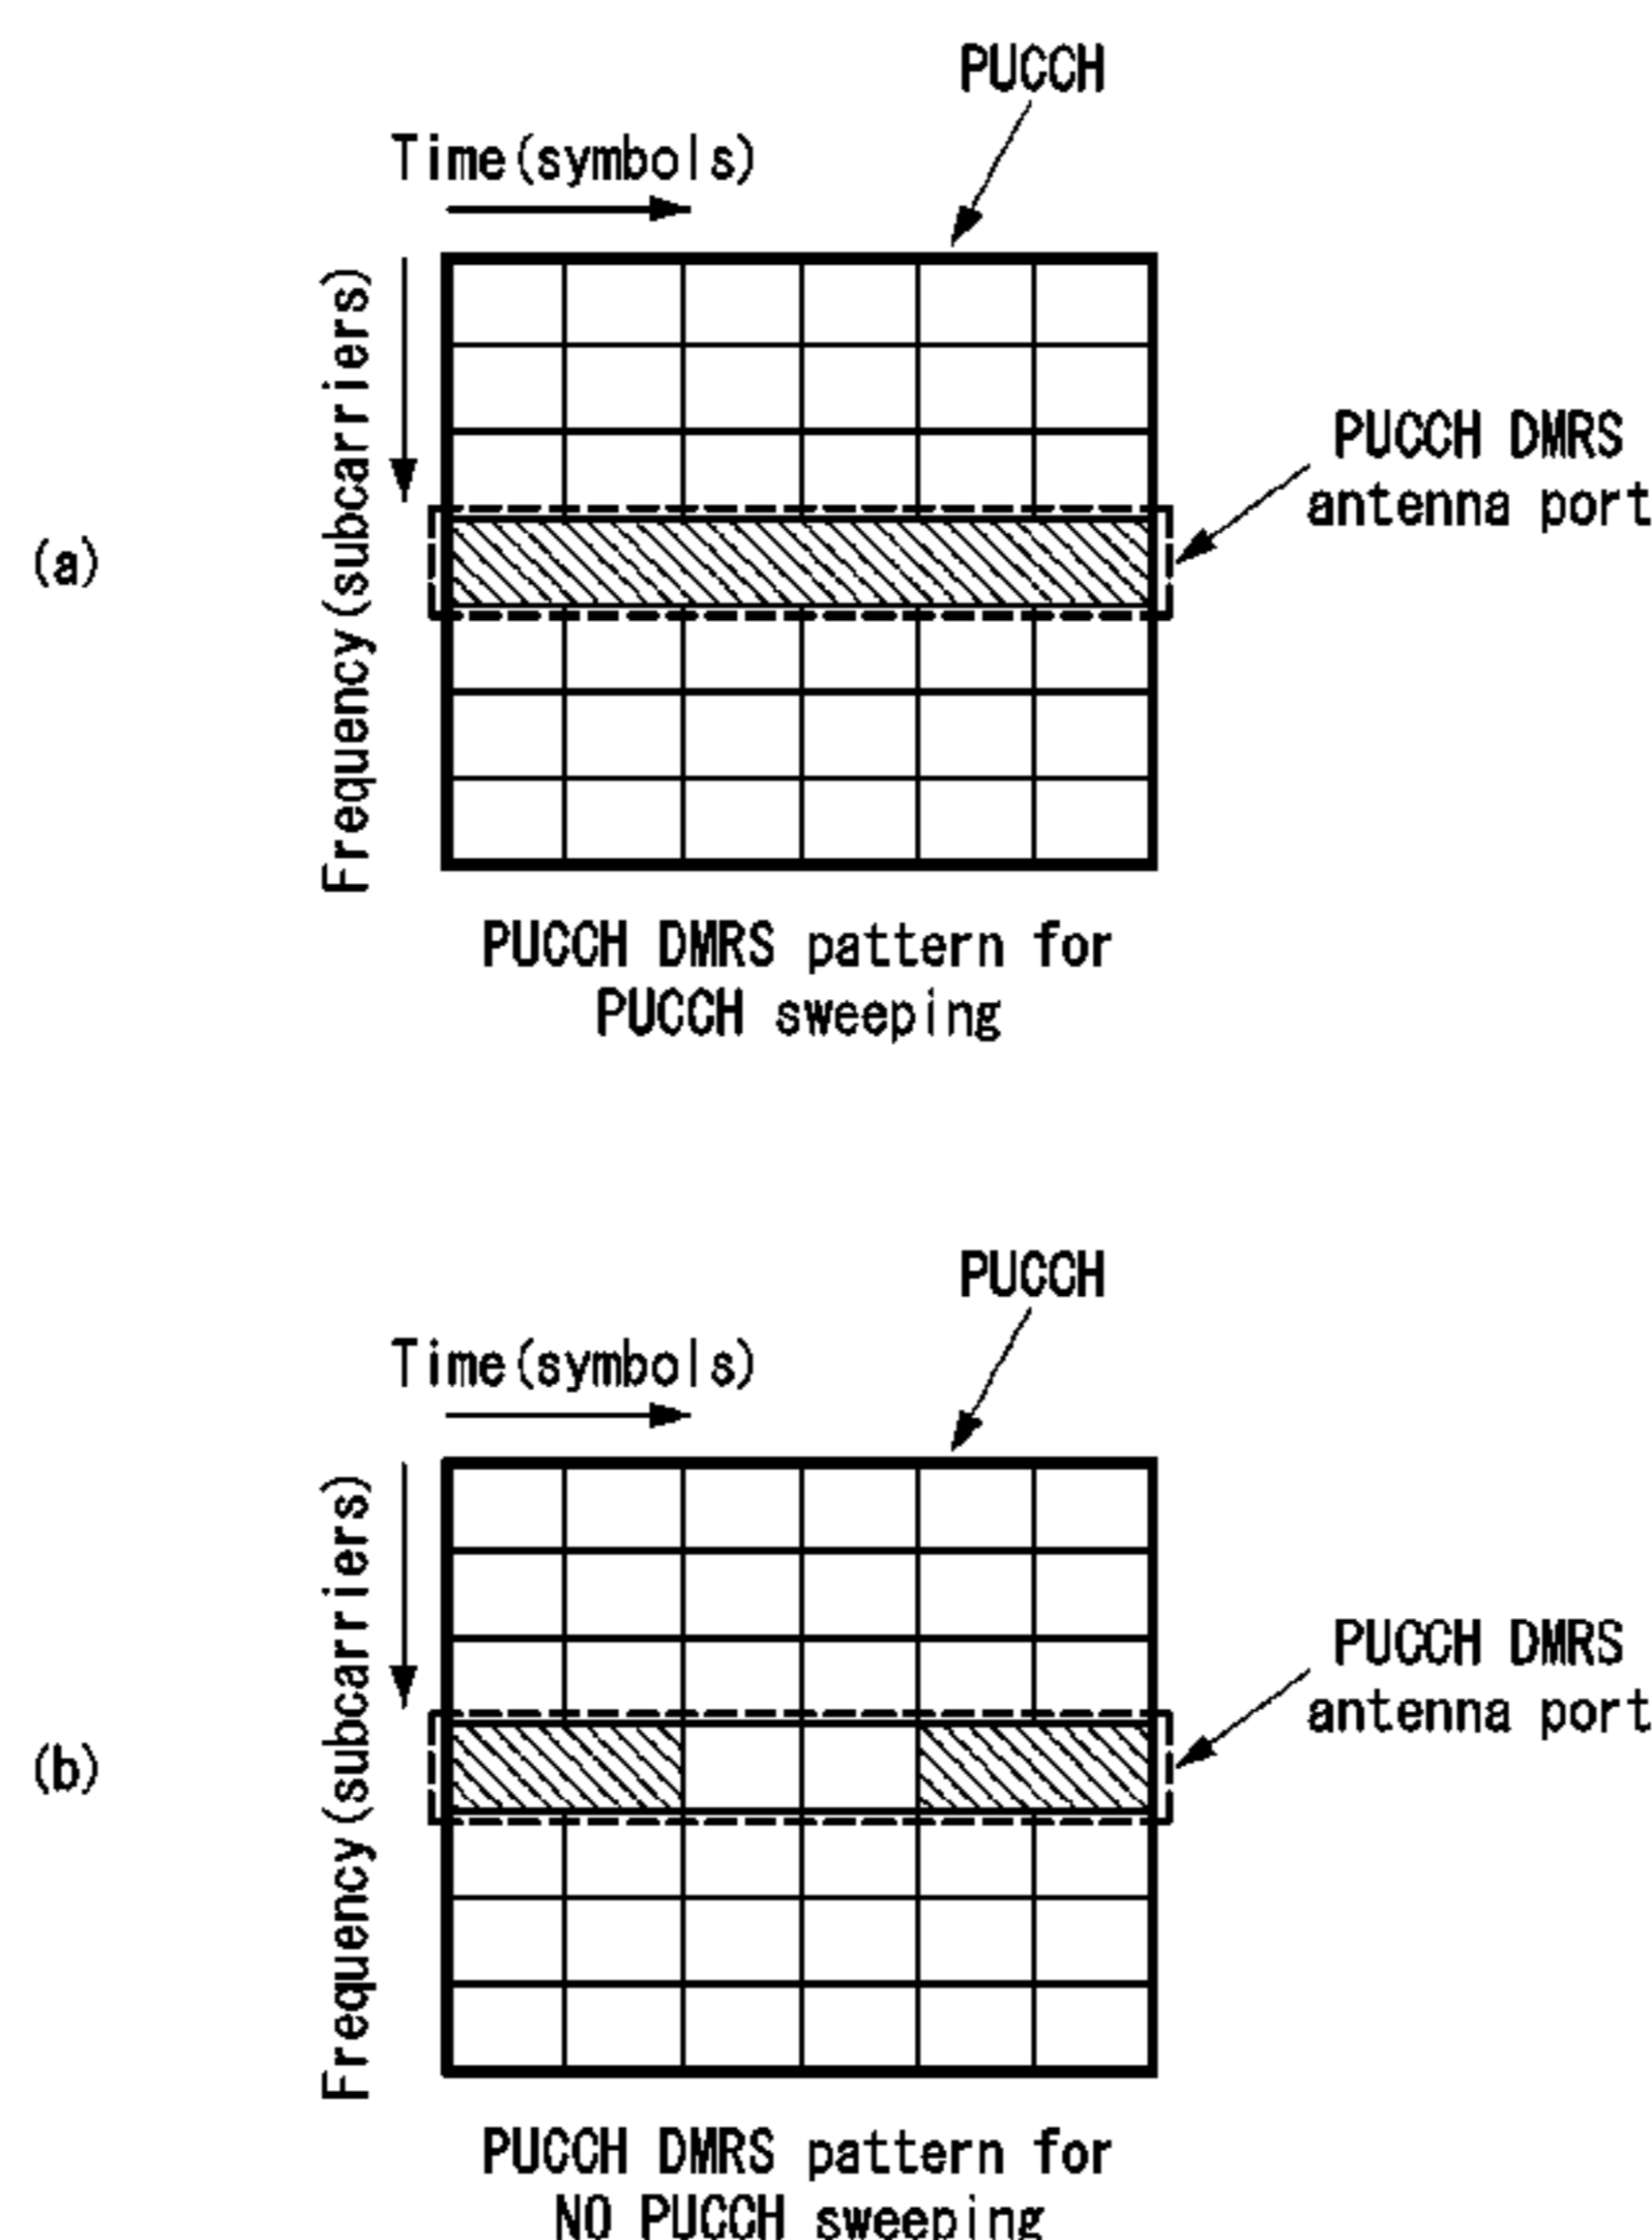 PUCCH
Time(symbols)
Frequency(subcarriers)
PUCCH DMRS
antenna port
(a)
PUCCH DMRS pattern for
PUCCH sweeping
PUCCH
Time(symbols)
Frequency(subcarriers)
PUCCH DMRS
antenna port
(b)
PUCCH DMRS pattern for
NO PUCCH sweeping